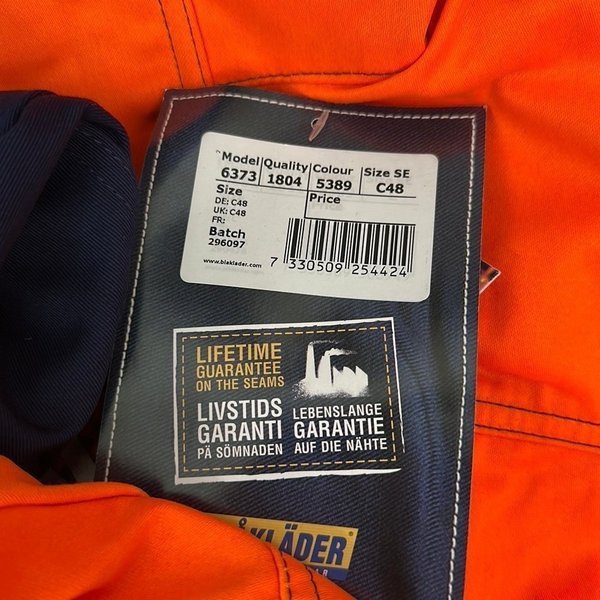 Model Quality Colour Size SE
6373 1804 5389 C48
Size Price
DE: C48
UK: C48
FR:
Batch
296097
www.blaklader.com
7 330509 254424
LIFETIME
GUARANTEE
ON THE SEAMS
LIVSTIDS
GARANTI
PÅ SÖMNADEN
LEBENSLANGE
GARANTIE
AUF DIE NÄHTE
KLÄDER